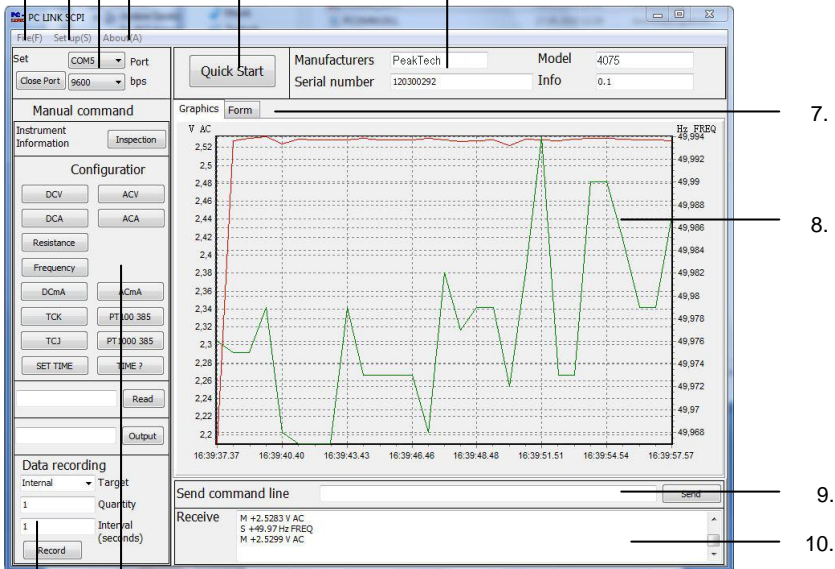 PC LINK SCPI
File(F) Set up(S) About(A)
Set COM5 Port
Close Port 9600 bps
Quick Start
Manufacturers PeakTech Model 4075
Serial number 120300292 Info 0.1
Manual command
Instrument Information Inspection
Configuratior
DCV ACV
DCA ACA
Resistance
Frequency
DCmA ACmA
TCK PT100 385
TCJ PT1000 385
SET TIME TIME ?
Read
Output
Data recording
Internal Target
1 Quantity
1 Interval (seconds)
Record
Graphics Form
V AC Hz FREQ
2,52
2,5
2,48
2,46
2,44
2,42
2,4
2,38
2,36
2,34
2,32
2,3
2,28
2,26
2,24
2,22
2,2
49,994
49,992
49,99
49,988
49,986
49,984
49,982
49,98
49,978
49,976
49,974
49,972
49,97
49,968
16:39:37.37 16:39:40.40 16:39:43.43 16:39:46.46 16:39:48.48 16:39:51.51 16:39:54.54 16:39:57.57
Send command line Send
Receive
M +2.5283 V AC
S +49.97 Hz FREQ
M +2.5299 V AC
7.
8.
9.
10.